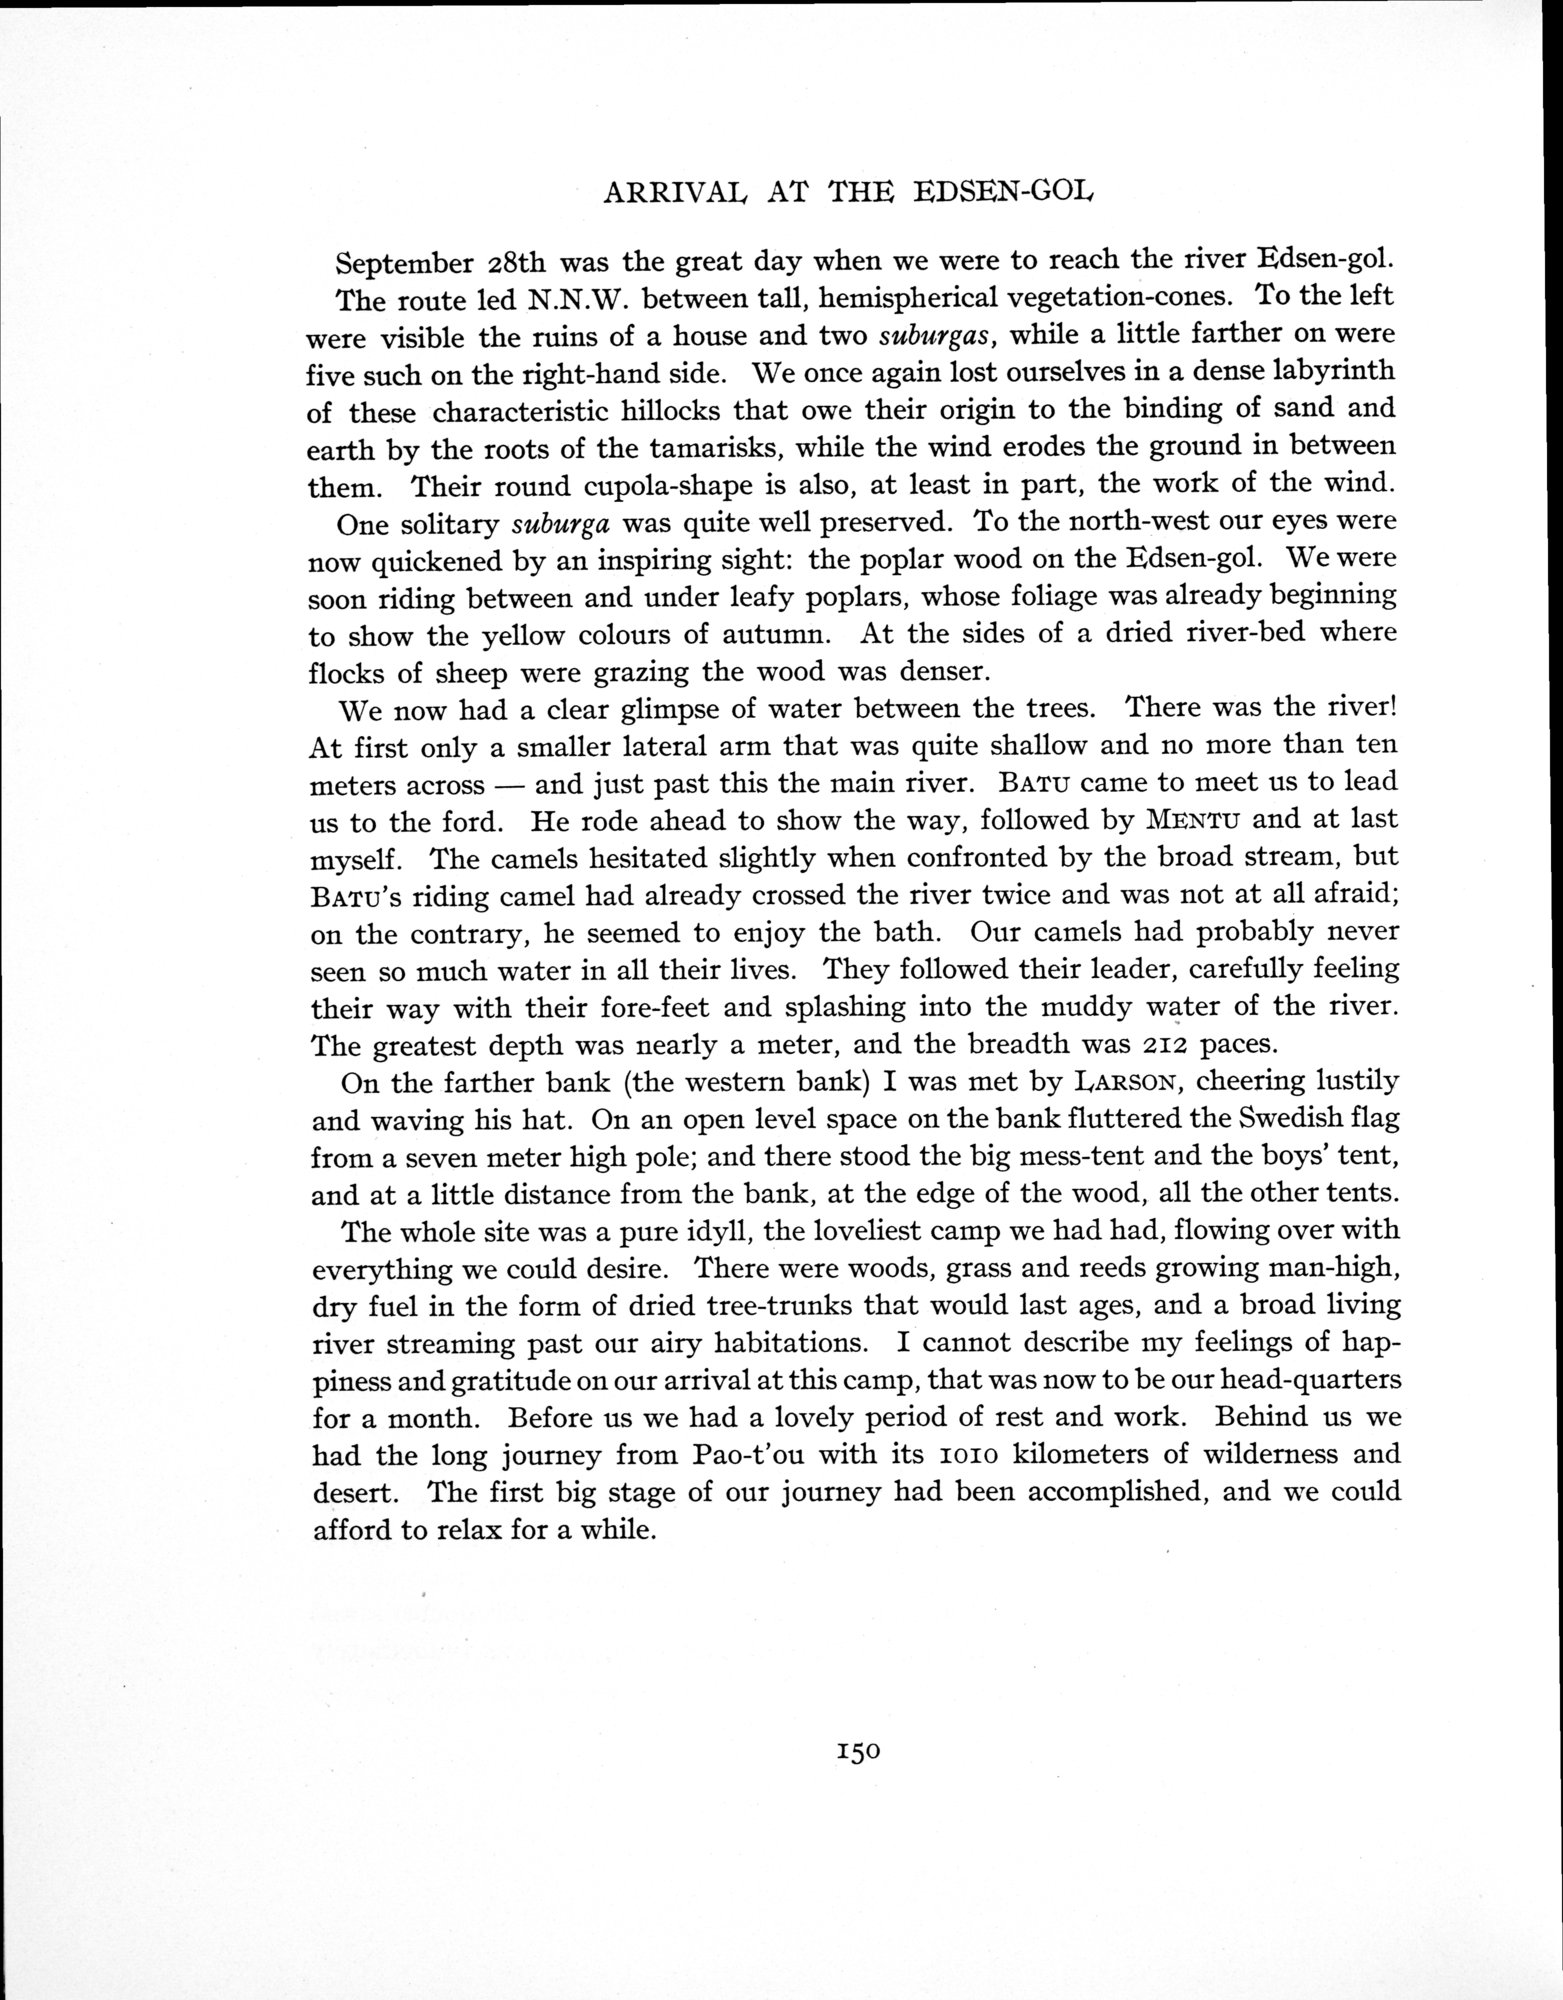 ARRIVAL AT THE EDSEN-GOL
September 28th was the great day when we were to reach the river Edsen-gol.
The route led N.N.W. between tall, hemispherical vegetation-cones. To the left
were visible the ruins of a house and two suburgas, while a little farther on were
five such on the right-hand side. We once again lost ourselves in a dense labyrinth
of these characteristic hillocks that owe their origin to the binding of sand and
earth by the roots of the tamarisks, while the wind erodes the ground in between
them. Their round cupola-shape is also, at least in part, the work of the wind.
One solitary suburga was quite well preserved. To the north-west our eyes were
now quickened by an inspiring sight: the poplar wood on the Edsen-gol. We were
soon riding between and under leafy poplars, whose foliage was already beginning
to show the yellow colours of autumn. At the sides of a dried river-bed where
flocks of sheep were grazing the wood was denser.
We now had a clear glimpse of water between the trees. There was the river!
At first only a smaller lateral arm that was quite shallow and no more than ten
meters across — and just past this the main river. BATU came to meet us to lead
us to the ford. He rode ahead to show the way, followed by MENTU and at last
myself. The camels hesitated slightly when confronted by the broad stream, but
BATU's riding camel had already crossed the river twice and was not at all afraid;
on the contrary, he seemed to enjoy the bath. Our camels had probably never
seen so much water in all their lives. They followed their leader, carefully feeling
their way with their fore-feet and splashing into the muddy water of the river.
The greatest depth was nearly a meter, and the breadth was 212 paces.
On the farther bank (the western bank) I was met by LARSON, cheering lustily
and waving his hat. On an open level space on the bank fluttered the Swedish flag
from a seven meter high pole; and there stood the big mess-tent and the boys' tent,
and at a little distance from the bank, at the edge of the wood, all the other tents.
The whole site was a pure idyll, the loveliest camp we had had, flowing over with
everything we could desire. There were woods, grass and reeds growing man-high,
dry fuel in the form of dried tree-trunks that would last ages, and a broad living
river streaming past our airy habitations. I cannot describe my feelings of hap-
piness and gratitude on our arrival at this camp, that was now to be our head-quarters
for a month. Before us we had a lovely period of rest and work. Behind us we
had the long journey from Pao-t'ou with its 1010 kilometers of wilderness and
desert. The first big stage of our journey had been accomplished, and we could
afford to relax for a while.
150